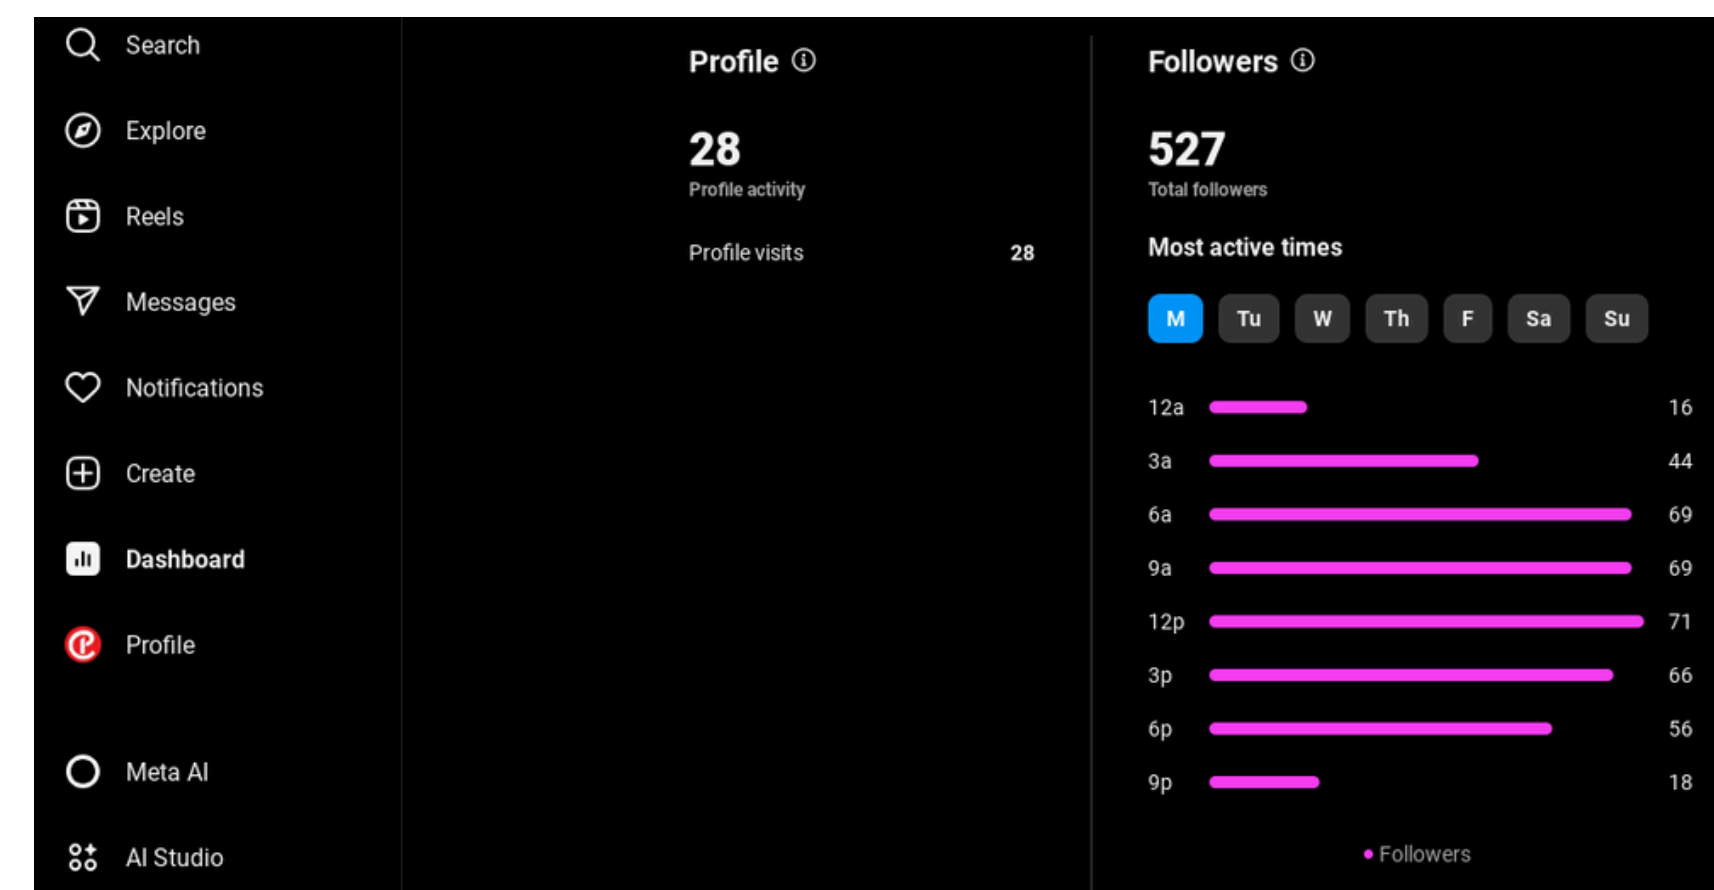 Search
Explore
Reels
Messages
Notifications
Create
Dashboard
Profile
Meta AI
AI Studio
Profile
28
Profile activity
Profile visits 28
Followers
527
Total followers
Most active times
M Tu W Th F Sa Su
12a 16
3a 44
6a 69
9a 69
12p 71
3p 66
6p 56
9p 18
Followers